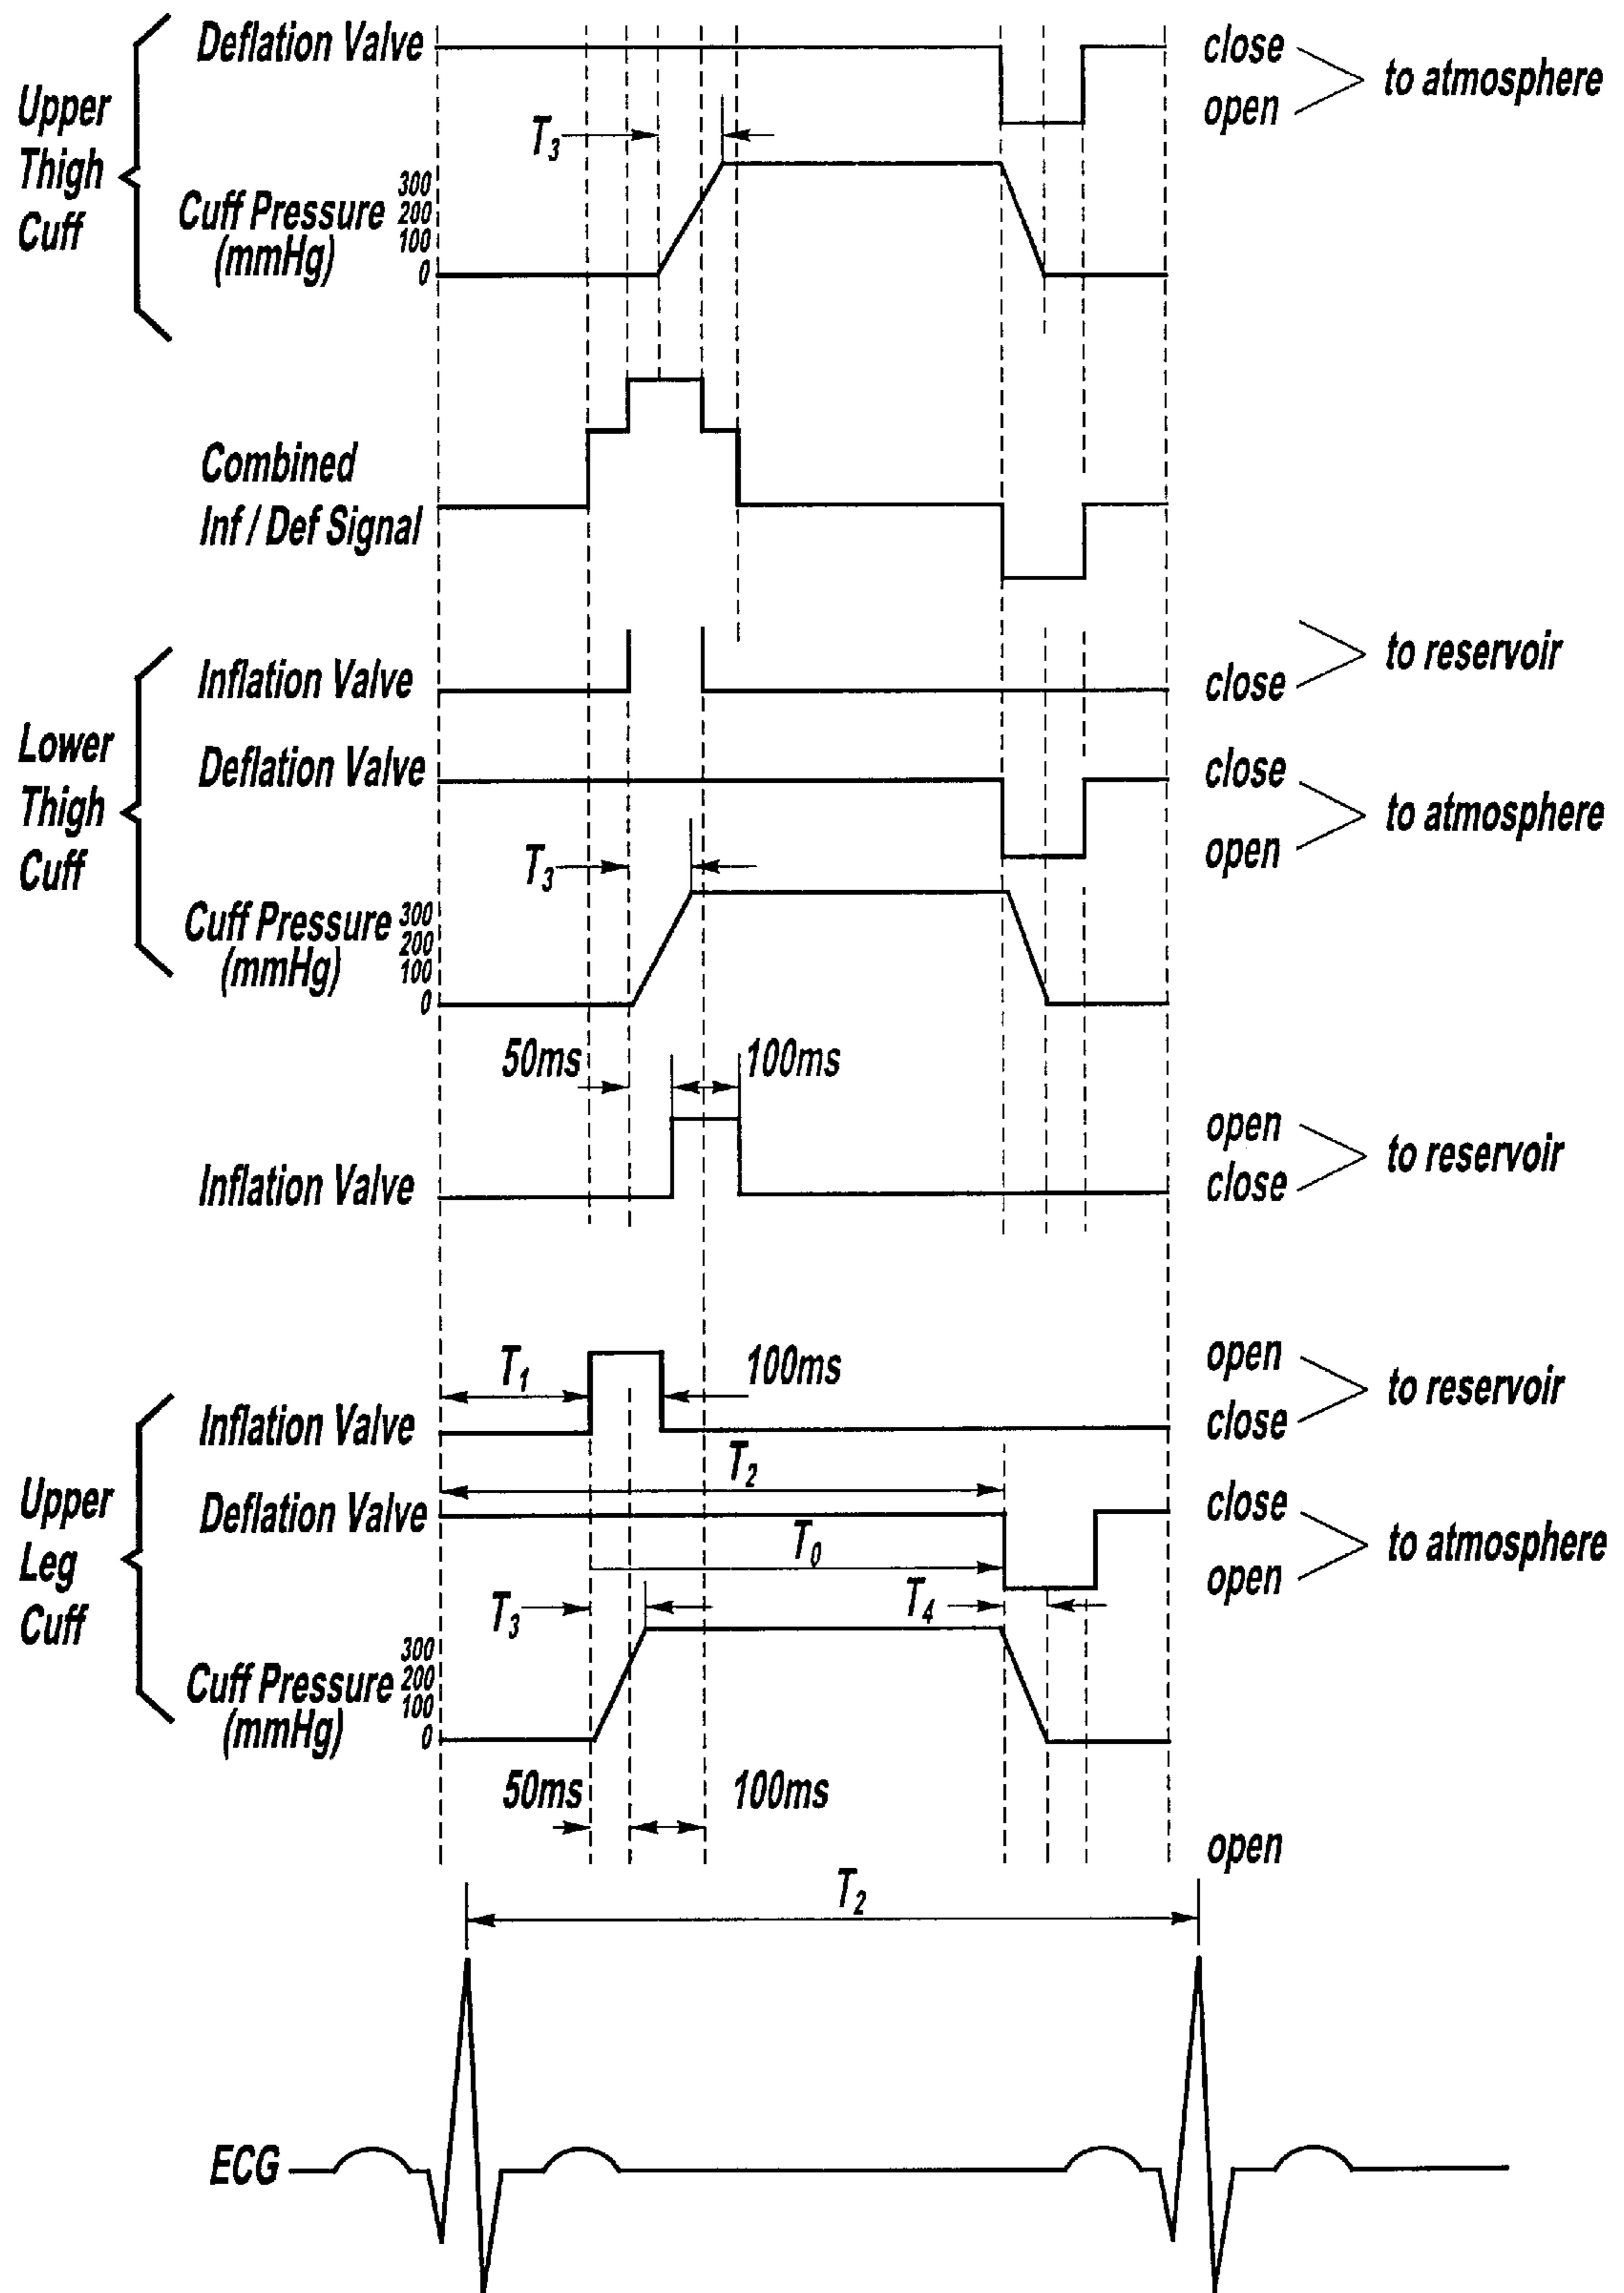 Deflation Valve
close
open
to atmosphere
Upper
Thigh
Cuff
T3
Cuff Pressure
(mmHg)
300
200
100
0
Combined
Inf / Def Signal
Inflation Valve
close
to reservoir
Lower
Thigh
Cuff
Deflation Valve
close
open
to atmosphere
T3
Cuff Pressure
(mmHg)
300
200
100
0
50ms
100ms
Inflation Valve
open
close
to reservoir
T1
100ms
Inflation Valve
open
close
to reservoir
T2
Upper
Leg
Cuff
Deflation Valve
close
open
to atmosphere
T0
T3
T4
Cuff Pressure
(mmHg)
300
200
100
0
50ms
100ms
open
T2
ECG